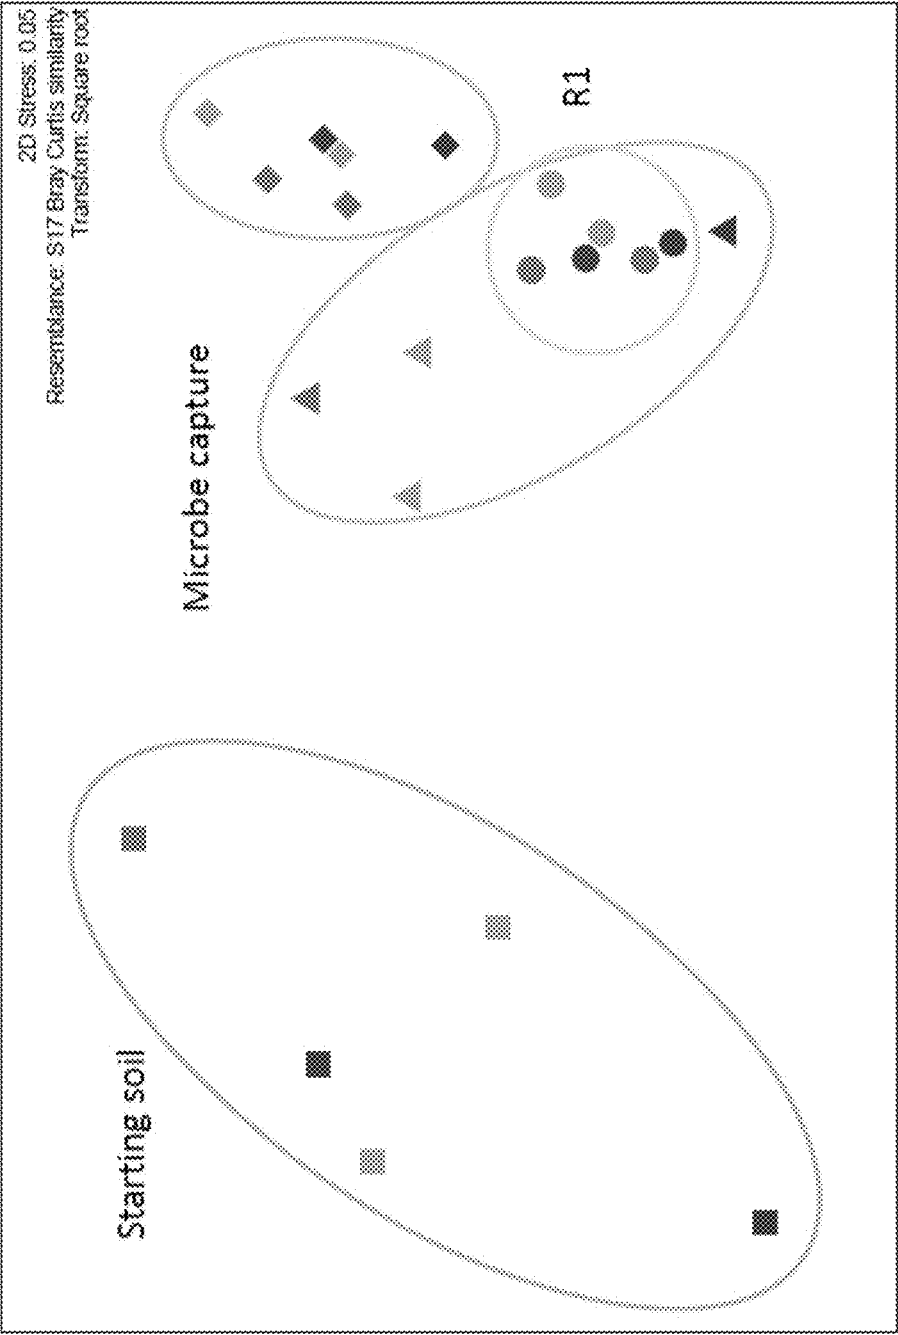 2D Stress: 0.05
Resemblance: S17 Bray Curtis similarity
Transform: Square root
Starting soil
Microbe capture
R1